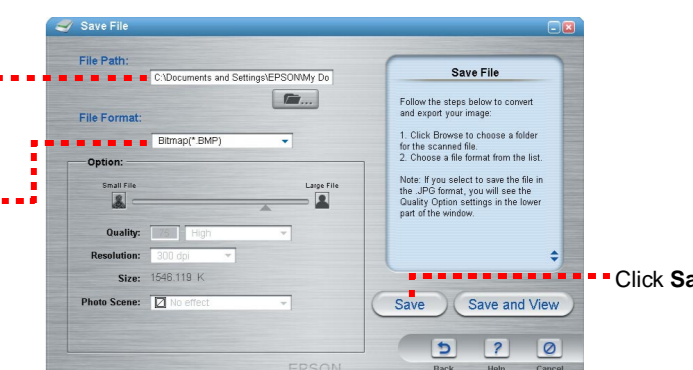 Save File
File Path:
C:\Documents and Settings\EPSON\My Do
...
File Format:
Bitmap(*.BMP)
Option:
Small File
Large File
Quality:
High
Resolution:
300 dpi
Size:
1546.119 K
Photo Scene:
No effect
EPSON
Save File
Follow the steps below to convert
and export your image:
1. Click Browse to choose a folder
for the scanned file.
2. Choose a file format from the list.
Note: If you select to save the file in
the .JPG format, you will see the
Quality Option settings in the lower
part of the window.
Save
Save and View
?
Back
Help
Cancel
Click Sa